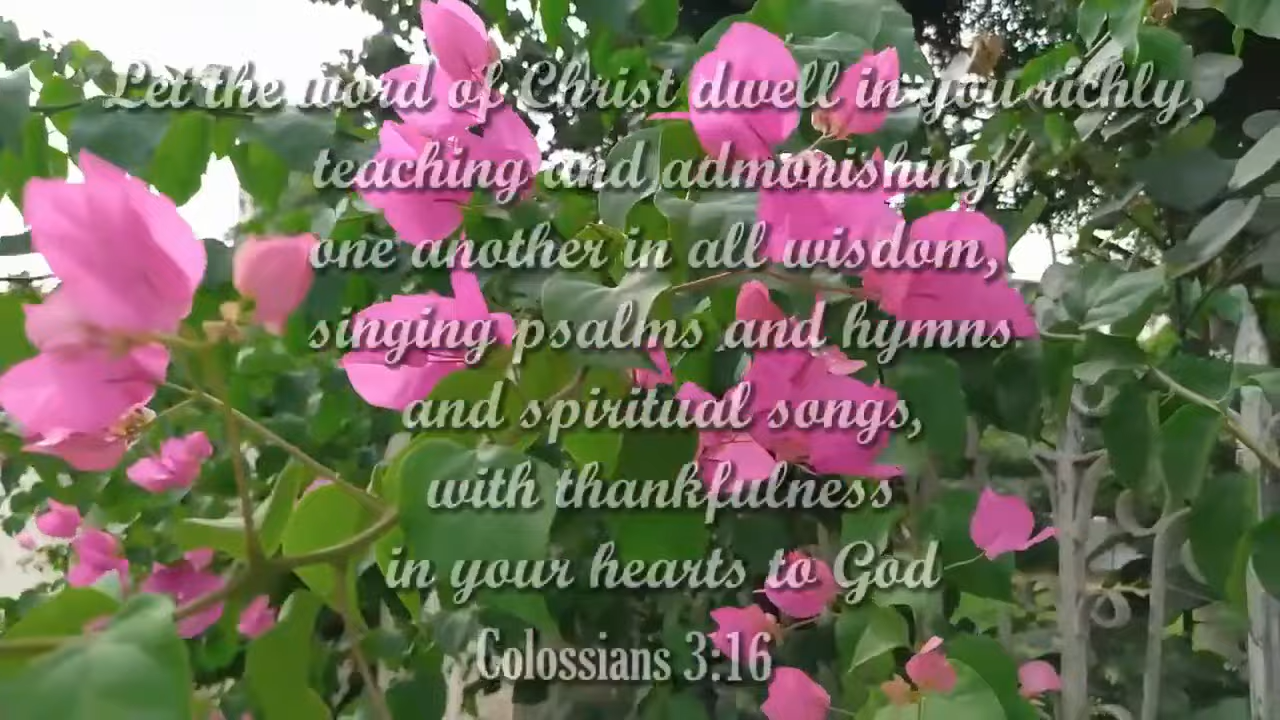 Let the word of Christ dwell in you richly,
teaching and admonishing
one another in all wisdom,
singing psalms and hymns
and spiritual songs,
with thankfulness
in your hearts to God
Colossians 3:16